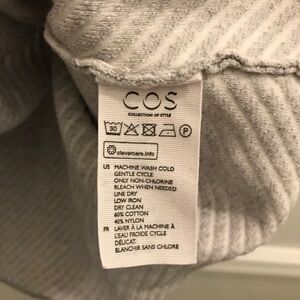 COS
COLLECTION OF STYLE
30 P
clevercare.info
US MACHINE WASH COLD
GENTLE CYCLE
ONLY NON-CHLORINE
BLEACH WHEN NEEDED
LINE DRY
LOW IRON
DRY CLEAN
60% COTTON
40% NYLON
FR LAVER À LA MACHINE À
L'EAU FROIDE CYCLE
DÉLICAT.
BLANCHIR SANS CHLORE